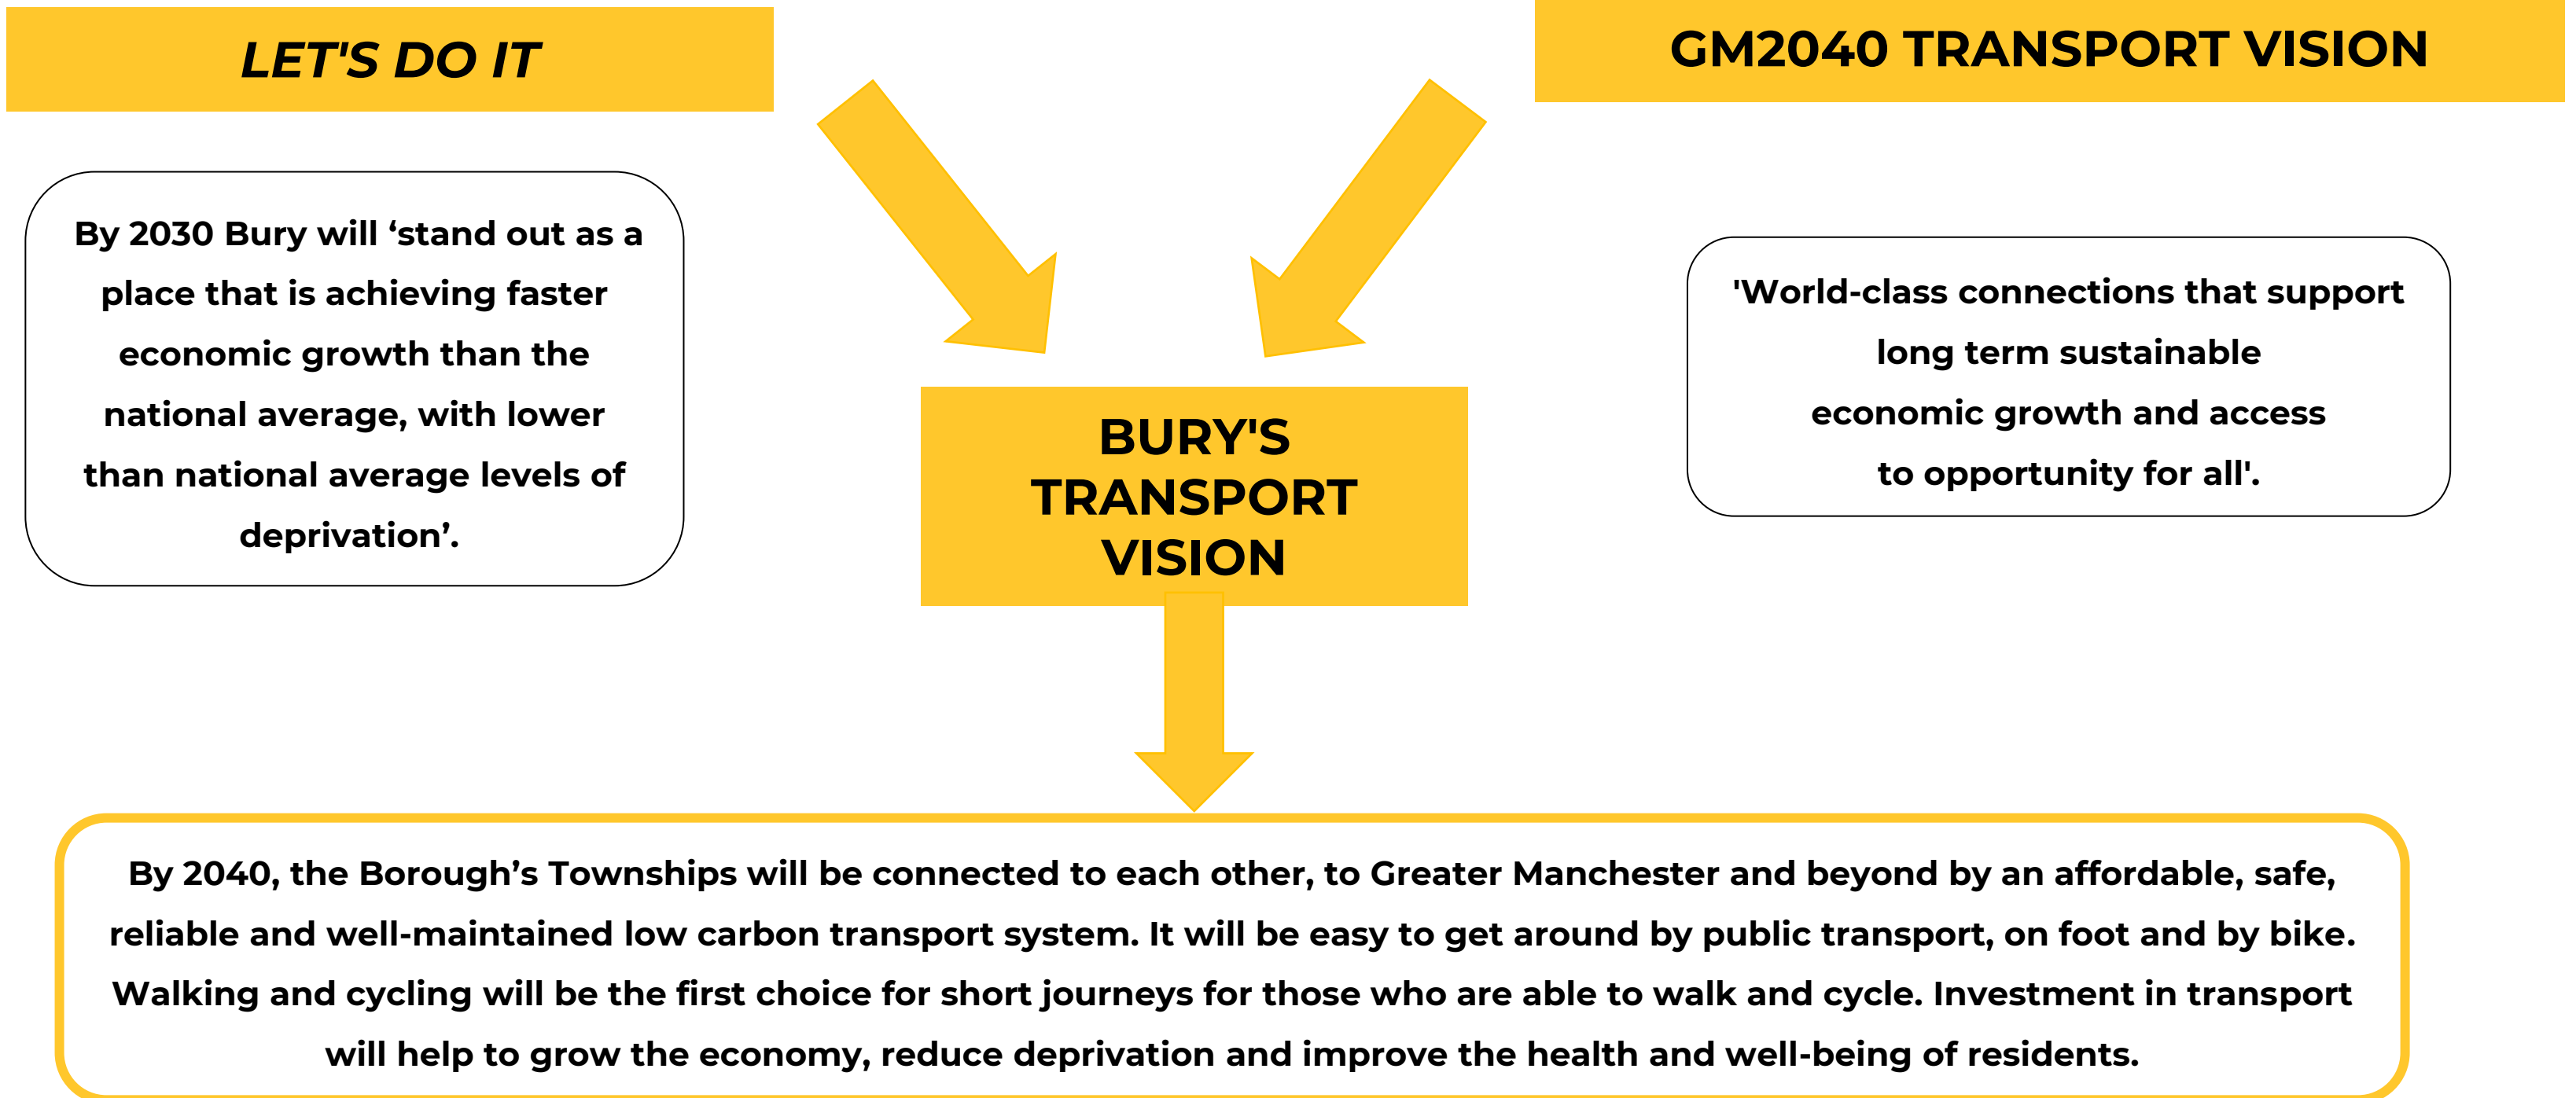 LET'S DO IT
GM2040 TRANSPORT VISION
By 2030 Bury will ‘stand out as a
place that is achieving faster
economic growth than the
national average, with lower
than national average levels of
deprivation’.
'World-class connections that support
long term sustainable
economic growth and access
to opportunity for all'.
BURY'S
TRANSPORT
VISION
By 2040, the Borough’s Townships will be connected to each other, to Greater Manchester and beyond by an affordable, safe,
reliable and well-maintained low carbon transport system. It will be easy to get around by public transport, on foot and by bike.
Walking and cycling will be the first choice for short journeys for those who are able to walk and cycle. Investment in transport
will help to grow the economy, reduce deprivation and improve the health and well-being of residents.